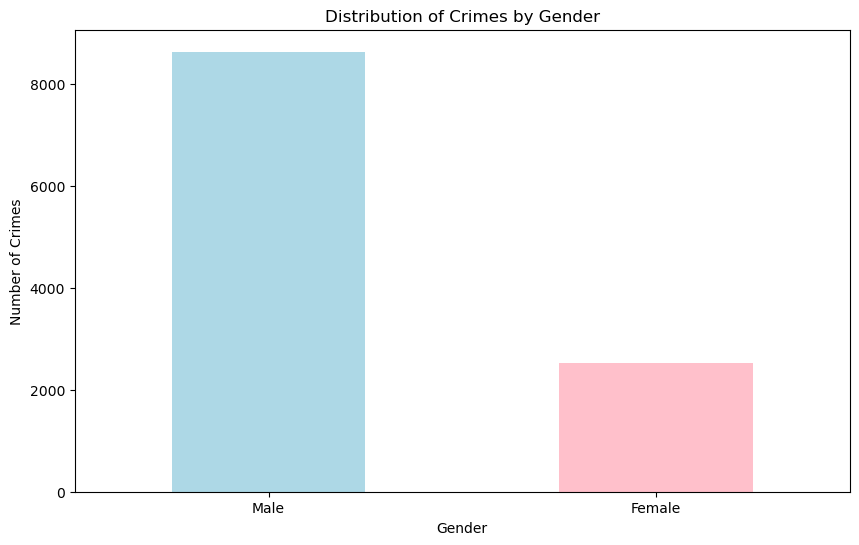 Distribution of Crimes by Gender
Number of Crimes
8000
6000
4000
2000
0
Male
Female
Gender